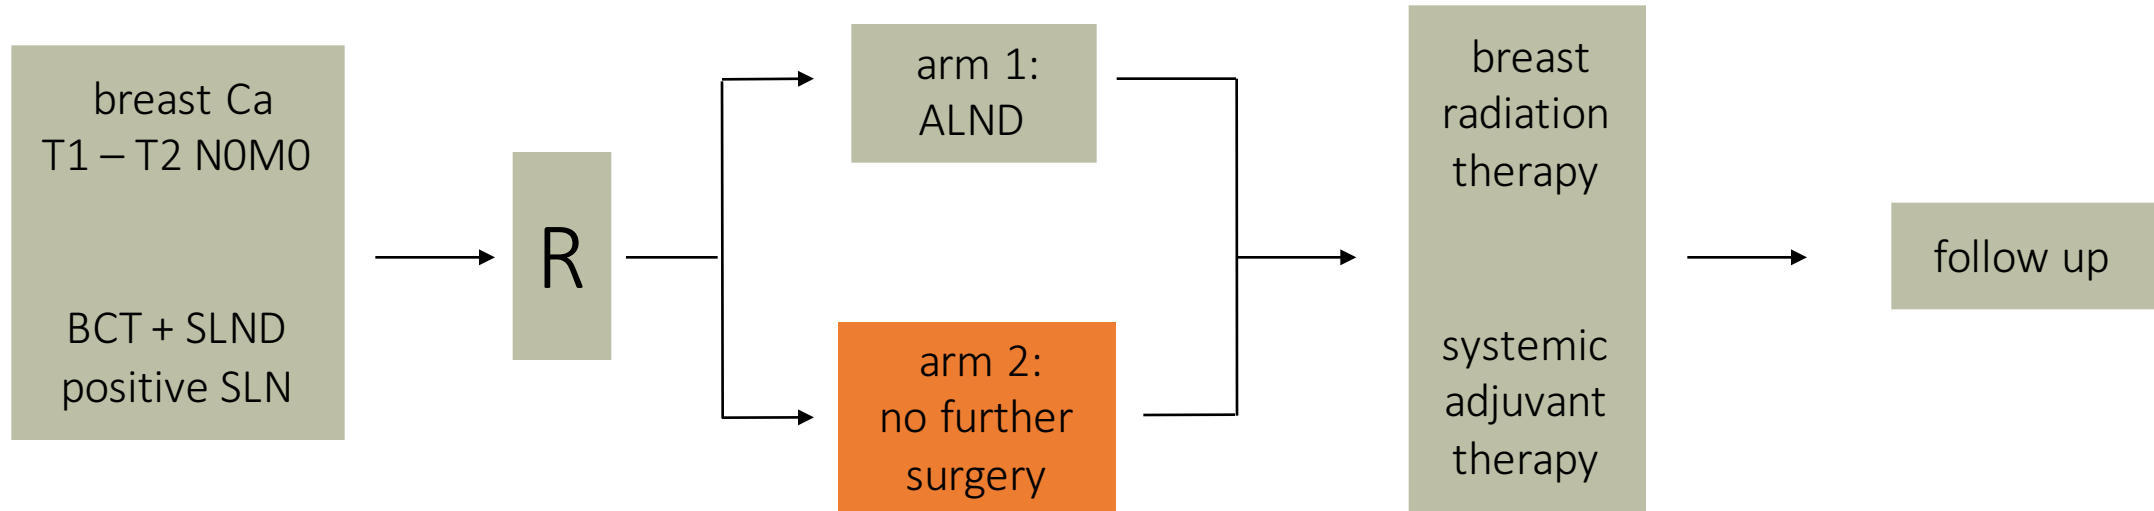 breast Ca
T1 – T2 N0M0
BCT + SLND
positive SLN
R
arm 1:
ALND
arm 2:
no further
surgery
breast
radiation
therapy
systemic
adjuvant
therapy
follow up